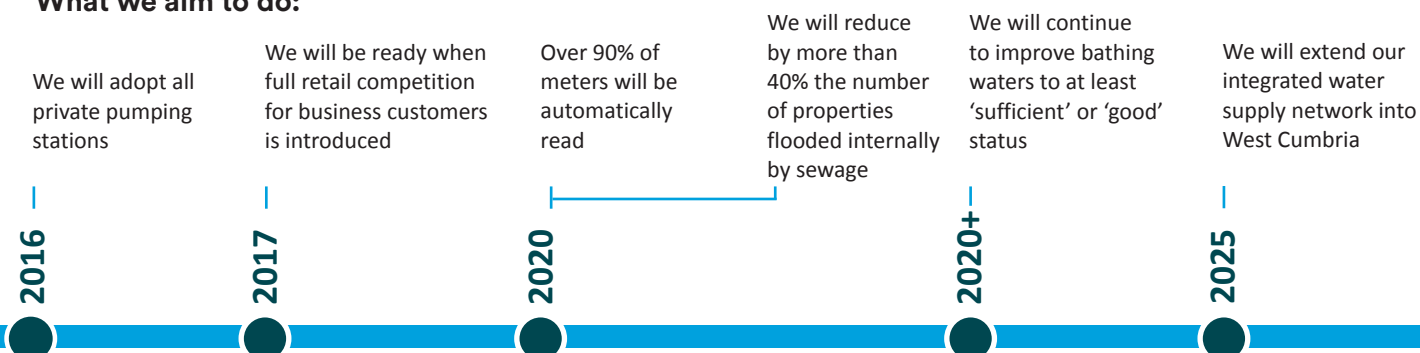 What we aim to do:
We will adopt all
private pumping
stations
We will be ready when
full retail competition
for business customers
is introduced
Over 90% of
meters will be
automatically
read
We will reduce
by more than
40% the number
of properties
flooded internally
by sewage
We will continue
to improve bathing
waters to at least
‘sufficient’ or ‘good’
status
We will extend our
integrated water
supply network into
West Cumbria
2016
2017
2020
2020+
2025